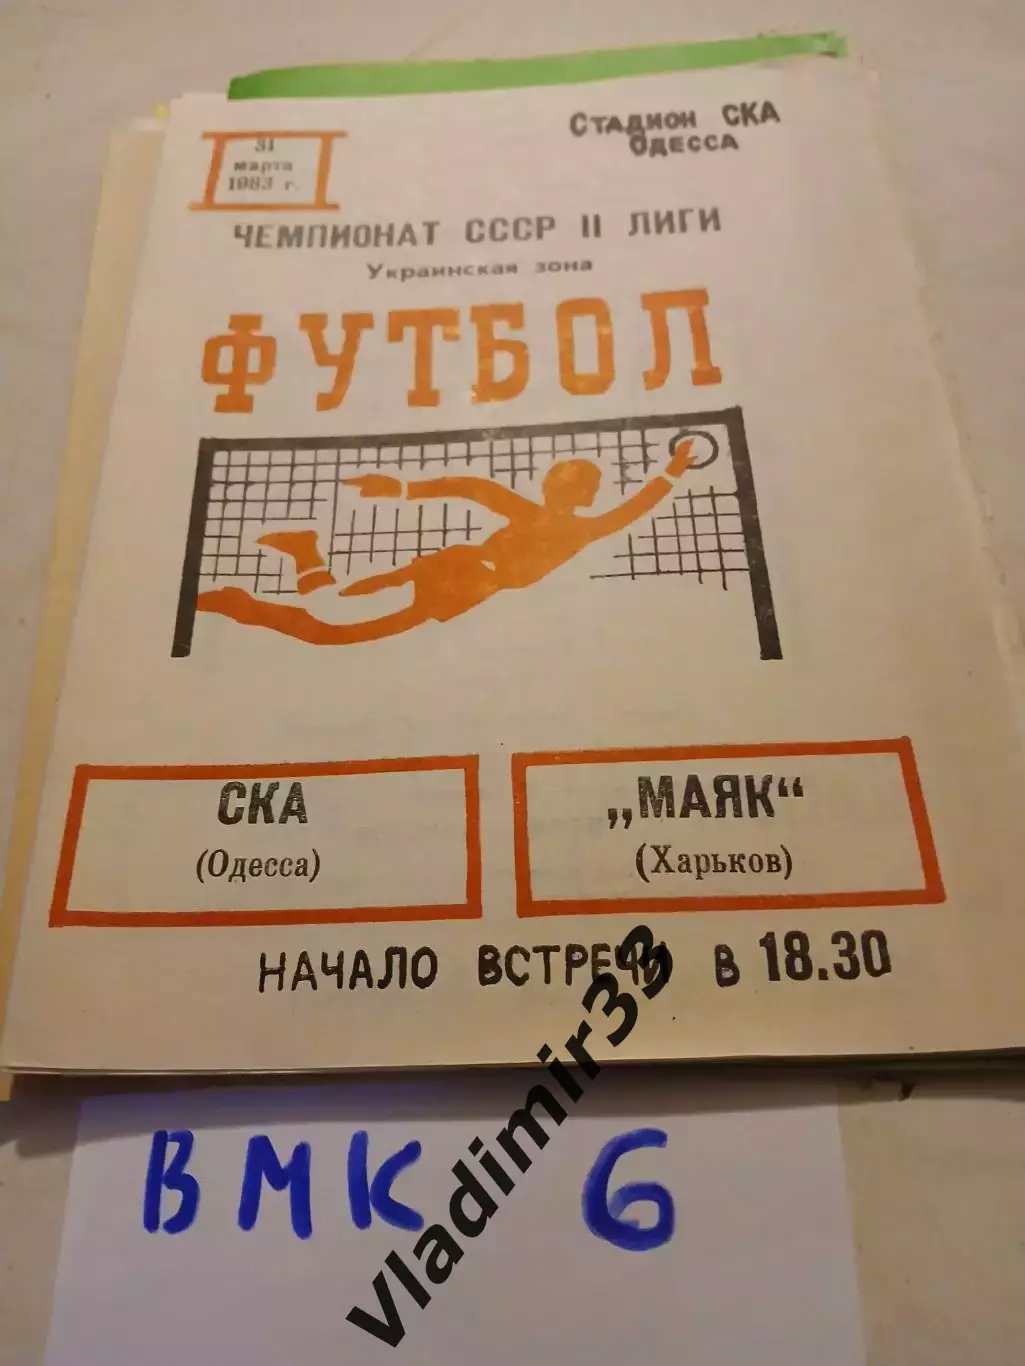 31
марта
1983 г.
Стадион СКА
Одесса
ЧЕМПИОНАТ СССР II ЛИГИ
Украинская зона
ФУТБОЛ
СКА
(Одесса)
„МАЯК“
(Харьков)
НАЧАЛО ВСТРЕЧИ В 18.30
ВМК 6
vladimir33